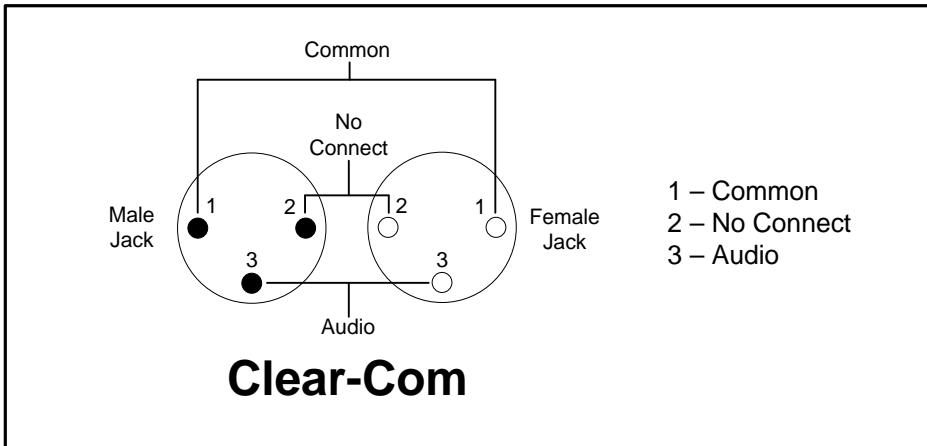 Common
No
Connect
1
2
2
1
Male
Jack
Female
Jack
3
3
Audio
Clear-Com
1 – Common
2 – No Connect
3 – Audio